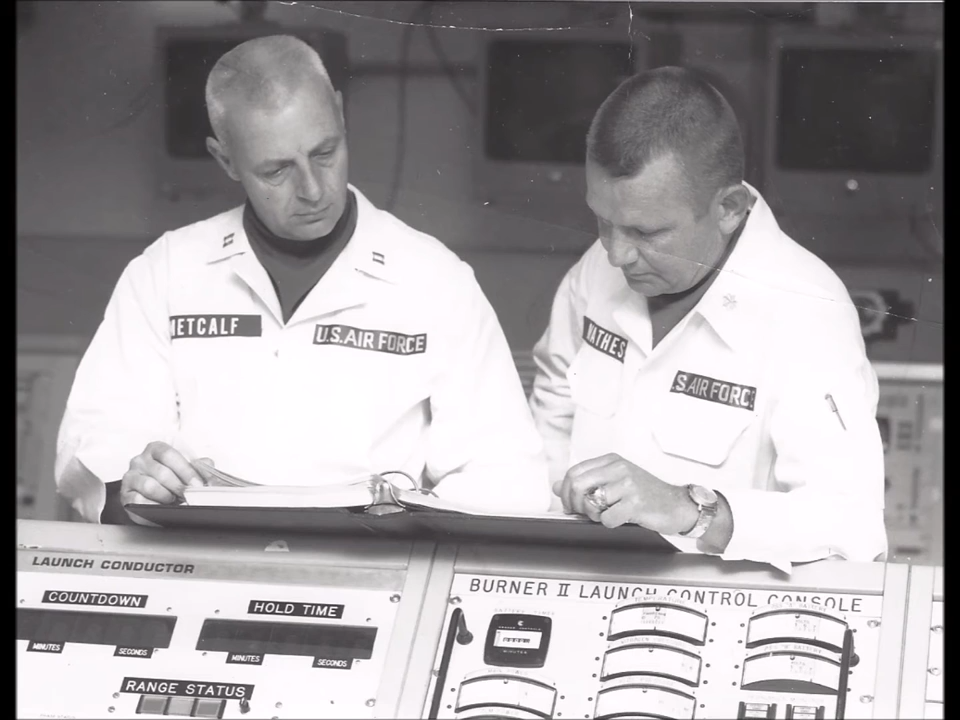 METCALF
U.S. AIR FORCE
MATHES
S. AIR FORC
LAUNCH CONDUCTOR
COUNTDOWN
MINUTES
SECONDS
HOLD TIME
MINUTES
SECONDS
RANGE STATUS
BURNER II LAUNCH CONTROL CONSOLE
MINUTES